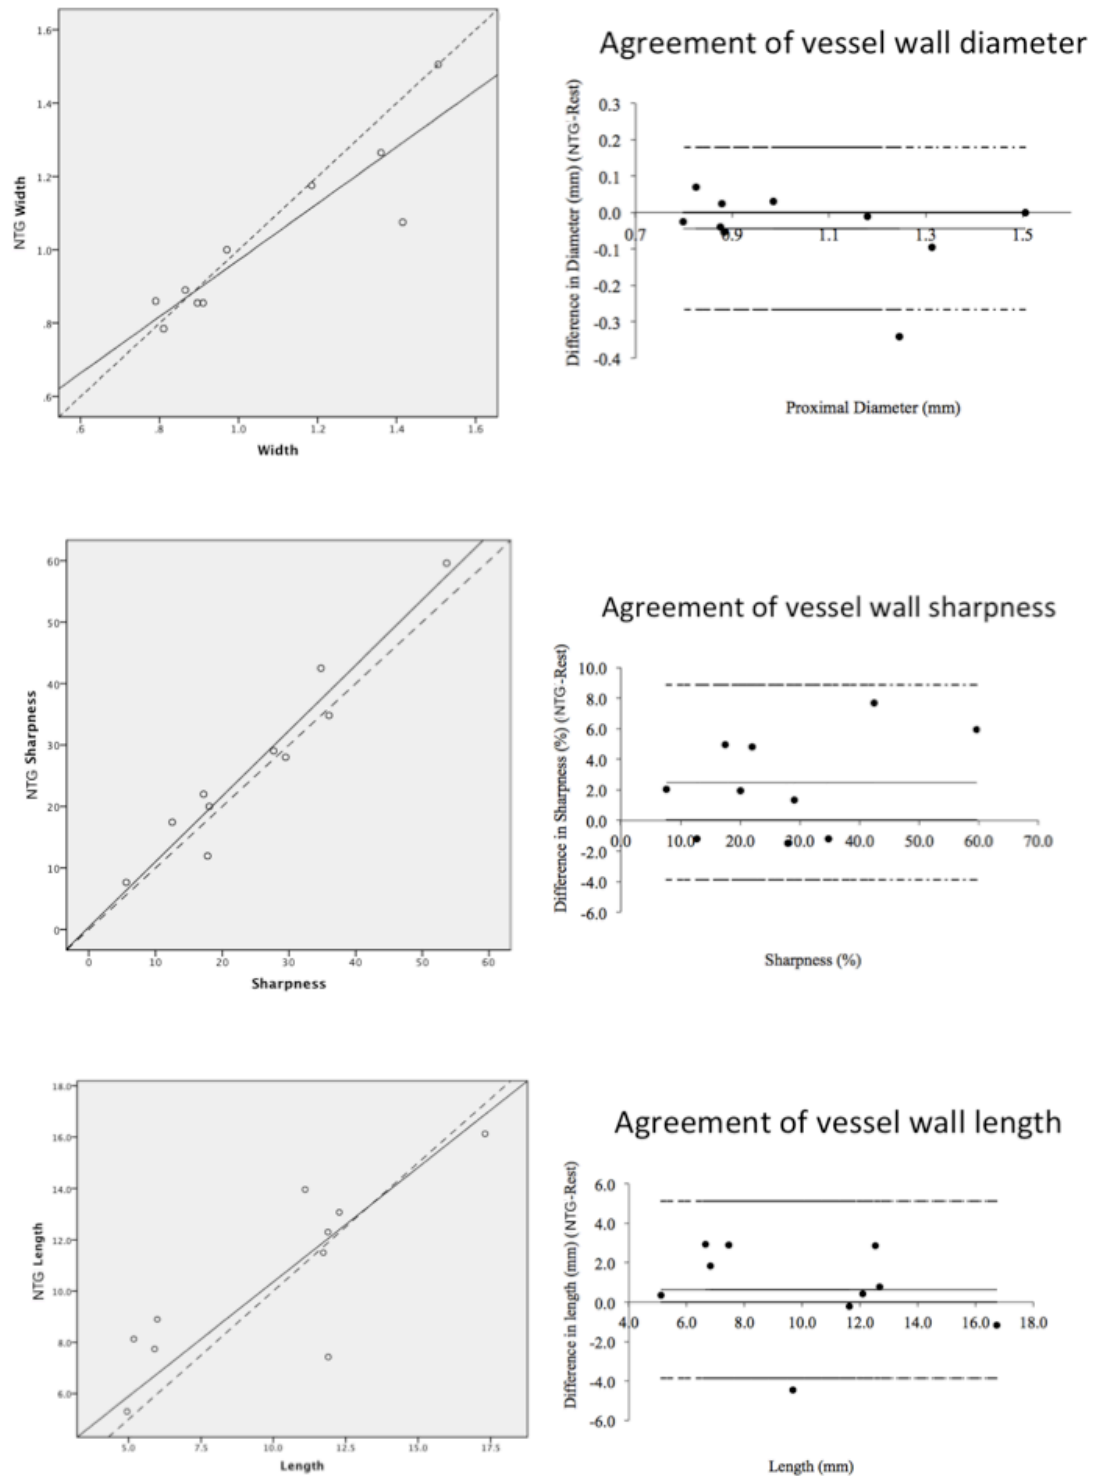 1.6
1.4
1.2
1.0
.8
.6
NTG Width
.6 .8 1.0 1.2 1.4 1.6
Width
Agreement of vessel wall diameter
0.3
0.2
0.1
0.0
-0.1
-0.2
-0.3
-0.4
Difference in Diameter (mm) (NTG-Rest)
0.7 0.9 1.1 1.3 1.5
Proximal Diameter (mm)
60
50
40
30
20
10
0
NTG Sharpness
0 10 20 30 40 50 60
Sharpness
Agreement of vessel wall sharpness
10.0
8.0
6.0
4.0
2.0
0.0
-2.0
-4.0
-6.0
Difference in Sharpness (%) (NTG-Rest)
0.0 10.0 20.0 30.0 40.0 50.0 60.0 70.0
Sharpness (%)
18.0
16.0
14.0
12.0
10.0
8.0
6.0
NTG Length
5.0 7.5 10.0 12.5 15.0 17.5
Length
Agreement of vessel wall length
6.0
4.0
2.0
0.0
-2.0
-4.0
-6.0
Difference in length (mm) (NTG-Rest)
4.0 6.0 8.0 10.0 12.0 14.0 16.0 18.0
Length (mm)